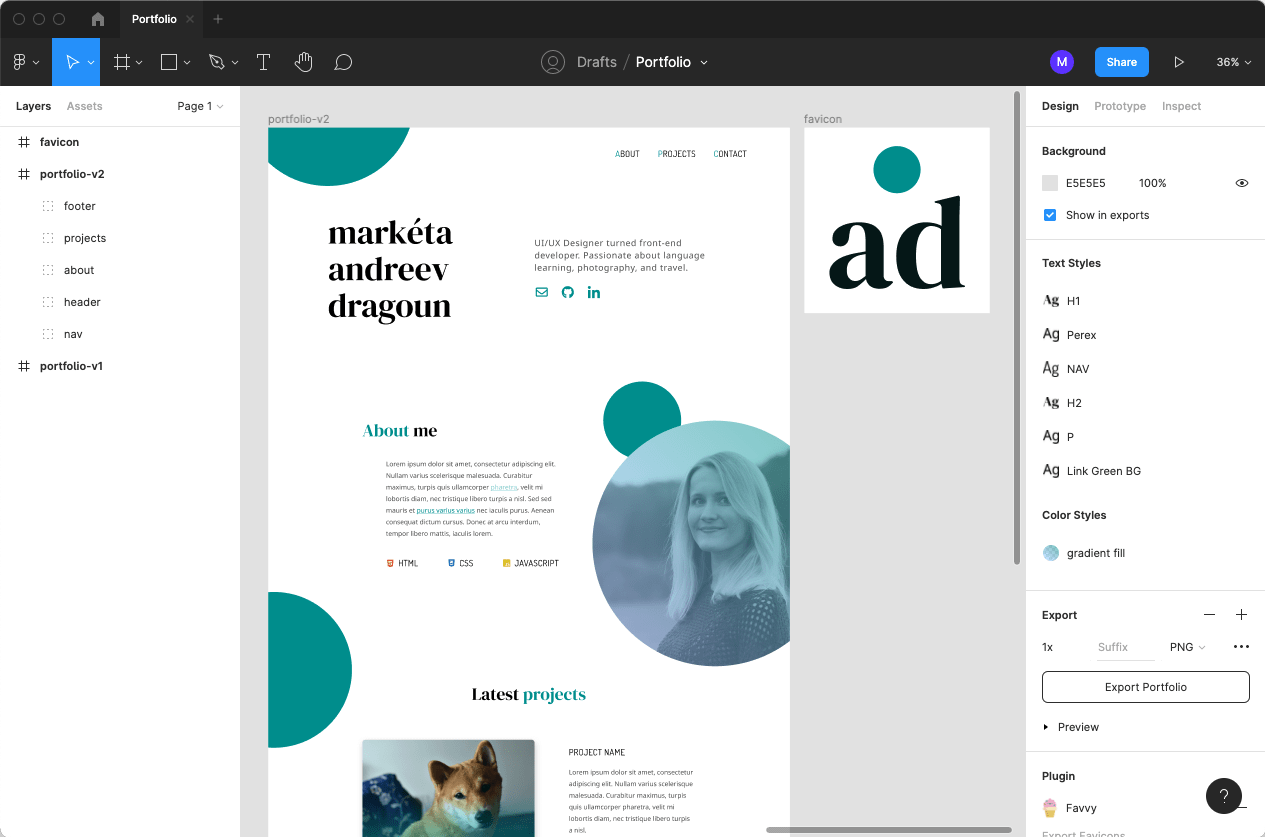 Portfolio
Drafts / Portfolio
M
Share
36%
Layers
Assets
Page 1
favicon
portfolio-v2
footer
projects
about
header
nav
portfolio-v1
portfolio-v2
ABOUT
PROJECTS
CONTACT
markéta
andreev
dragoun
UI/UX Designer turned front-end
developer. Passionate about language
learning, photography, and travel.
About me
Lorem ipsum dolor sit amet, consectetur adipiscing elit.
Nullam varius scelerisque malesuada. Curabitur
maximus, turpis quis ullamcorper pharetra, velit mi
lobortis diam, nec tristique libero turpis a nisl. Sed sed
mauris et purus varius varius nec iaculis purus. Aenean
consequat dictum cursus. Donec at arcu interdum,
tempor libero mattis, iaculis lorem.
HTML
CSS
JAVASCRIPT
Latest projects
PROJECT NAME
Lorem ipsum dolor sit amet, consectetur
adipiscing elit. Nullam varius scelerisque
malesuada. Curabitur maximus, turpis
quis ullamcorper pharetra, velit mi
lobortis diam, nec tristique libero turpis
a nisl.
favicon
ad
Design
Prototype
Inspect
Background
E5E5E5
100%
Show in exports
Text Styles
Ag H1
Ag Perex
Ag NAV
Ag H2
Ag P
Ag Link Green BG
Color Styles
gradient fill
Export
1x
Suffix
PNG
Export Portfolio
Preview
Plugin
Favvy
Export Favicons
?